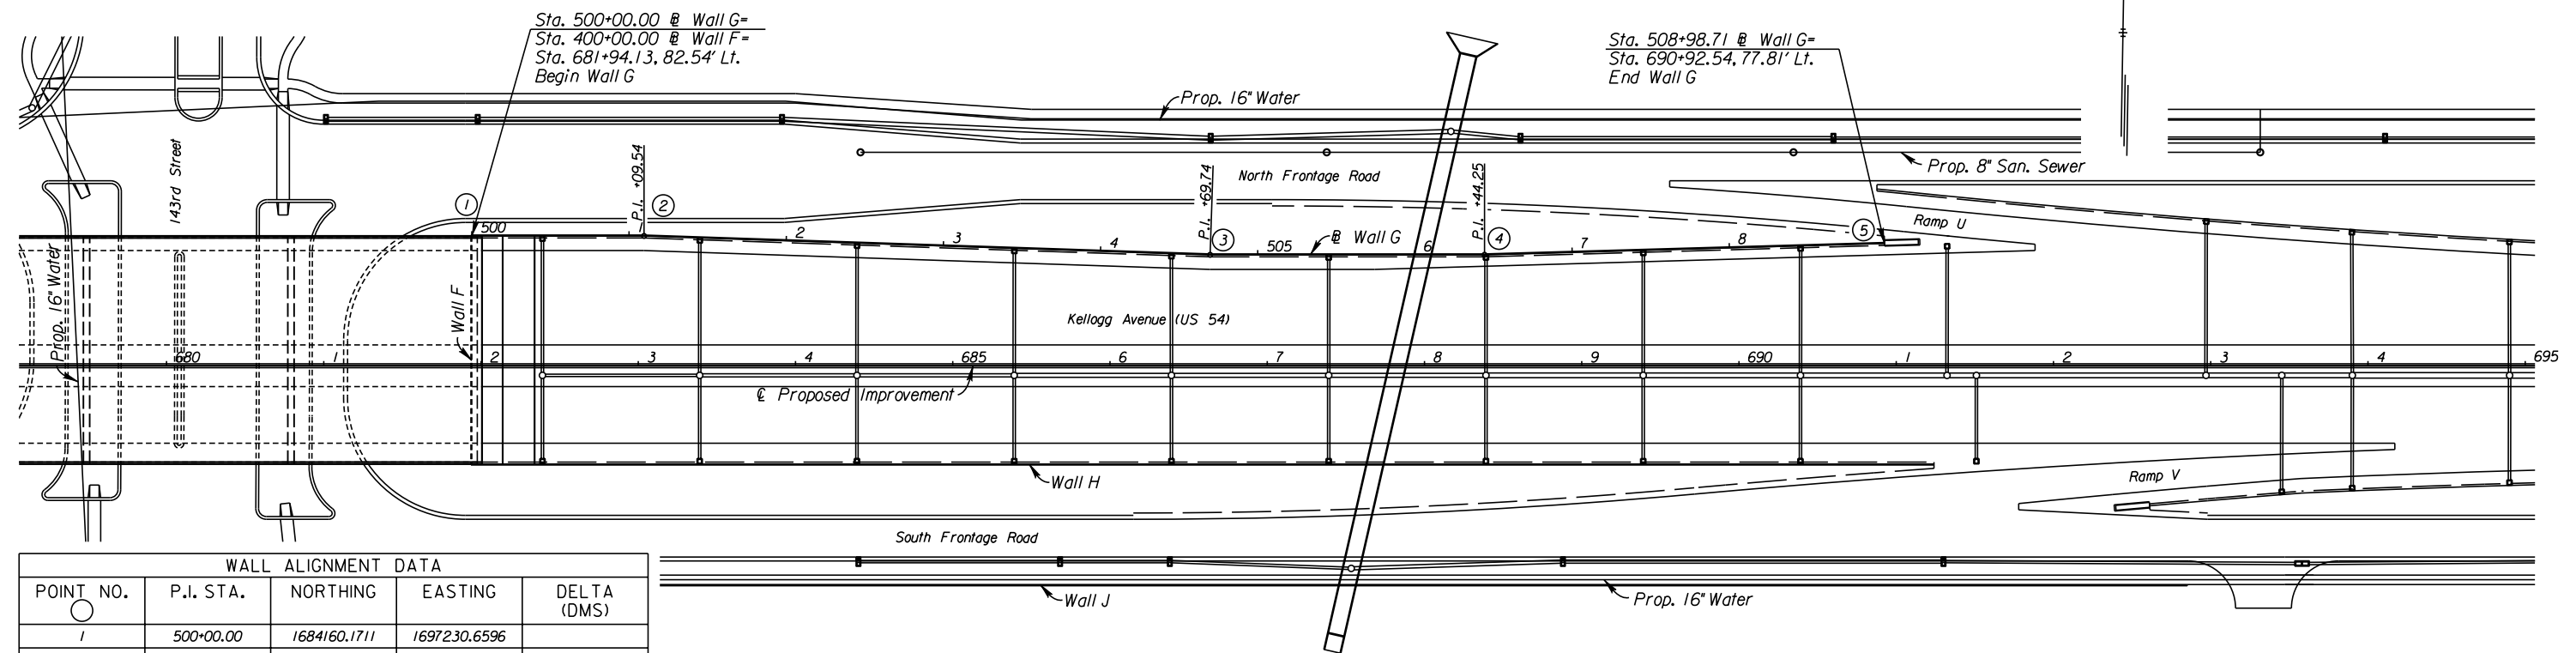 Sta. 500+00.00 ⅊ Wall G=
Sta. 400+00.00 ⅊ Wall F=
Sta. 681+94.13, 82.54' Lt.
Begin Wall G
Sta. 508+98.71 ⅊ Wall G=
Sta. 690+92.54, 77.81' Lt.
End Wall G
Prop. 16" Water
Prop. 8" San. Sewer
143rd Street
P.I. +09.54
P.I. +69.74
P.I. +44.25
North Frontage Road
1
2
3
4
5
500
1
2
3
4
505
6
7
8
⅊ Wall G
Ramp U
Prop. 16" Water
Wall F
Kellogg Avenue (US 54)
680
1
2
3
4
685
6
7
8
9
690
1
2
3
4
695
℄ Proposed Improvement
Wall H
Ramp V
South Frontage Road
Wall J
Prop. 16" Water
WALL ALIGNMENT DATA
POINT NO. P.I. STA. NORTHING EASTING DELTA
(DMS)
1 500+00.00 1684160.1711 1697230.6596